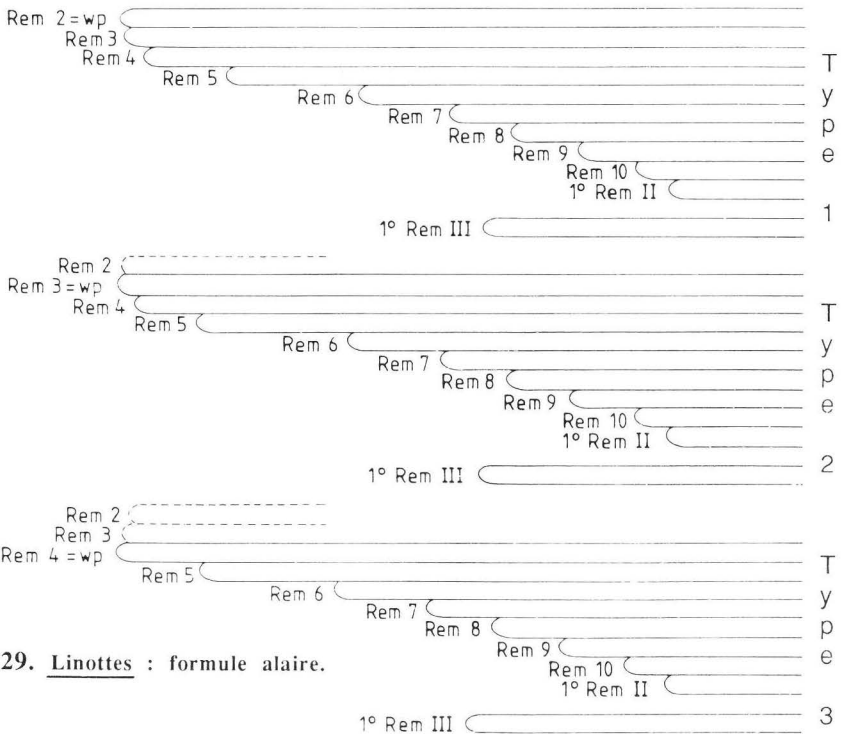 Rem 2 = wp
Rem 3
Rem 4
Rem 5
Rem 6
Rem 7
Rem 8
Rem 9
Rem 10
1° Rem II
1° Rem III
Type 1
Rem 2
Rem 3 = wp
Rem 4
Rem 5
Rem 6
Rem 7
Rem 8
Rem 9
Rem 10
1° Rem II
1° Rem III
Type 2
Rem 2
Rem 3
Rem 4 = wp
Rem 5
Rem 6
Rem 7
Rem 8
Rem 9
Rem 10
1° Rem II
1° Rem III
Type 3
29. Linottes : formule alaire.